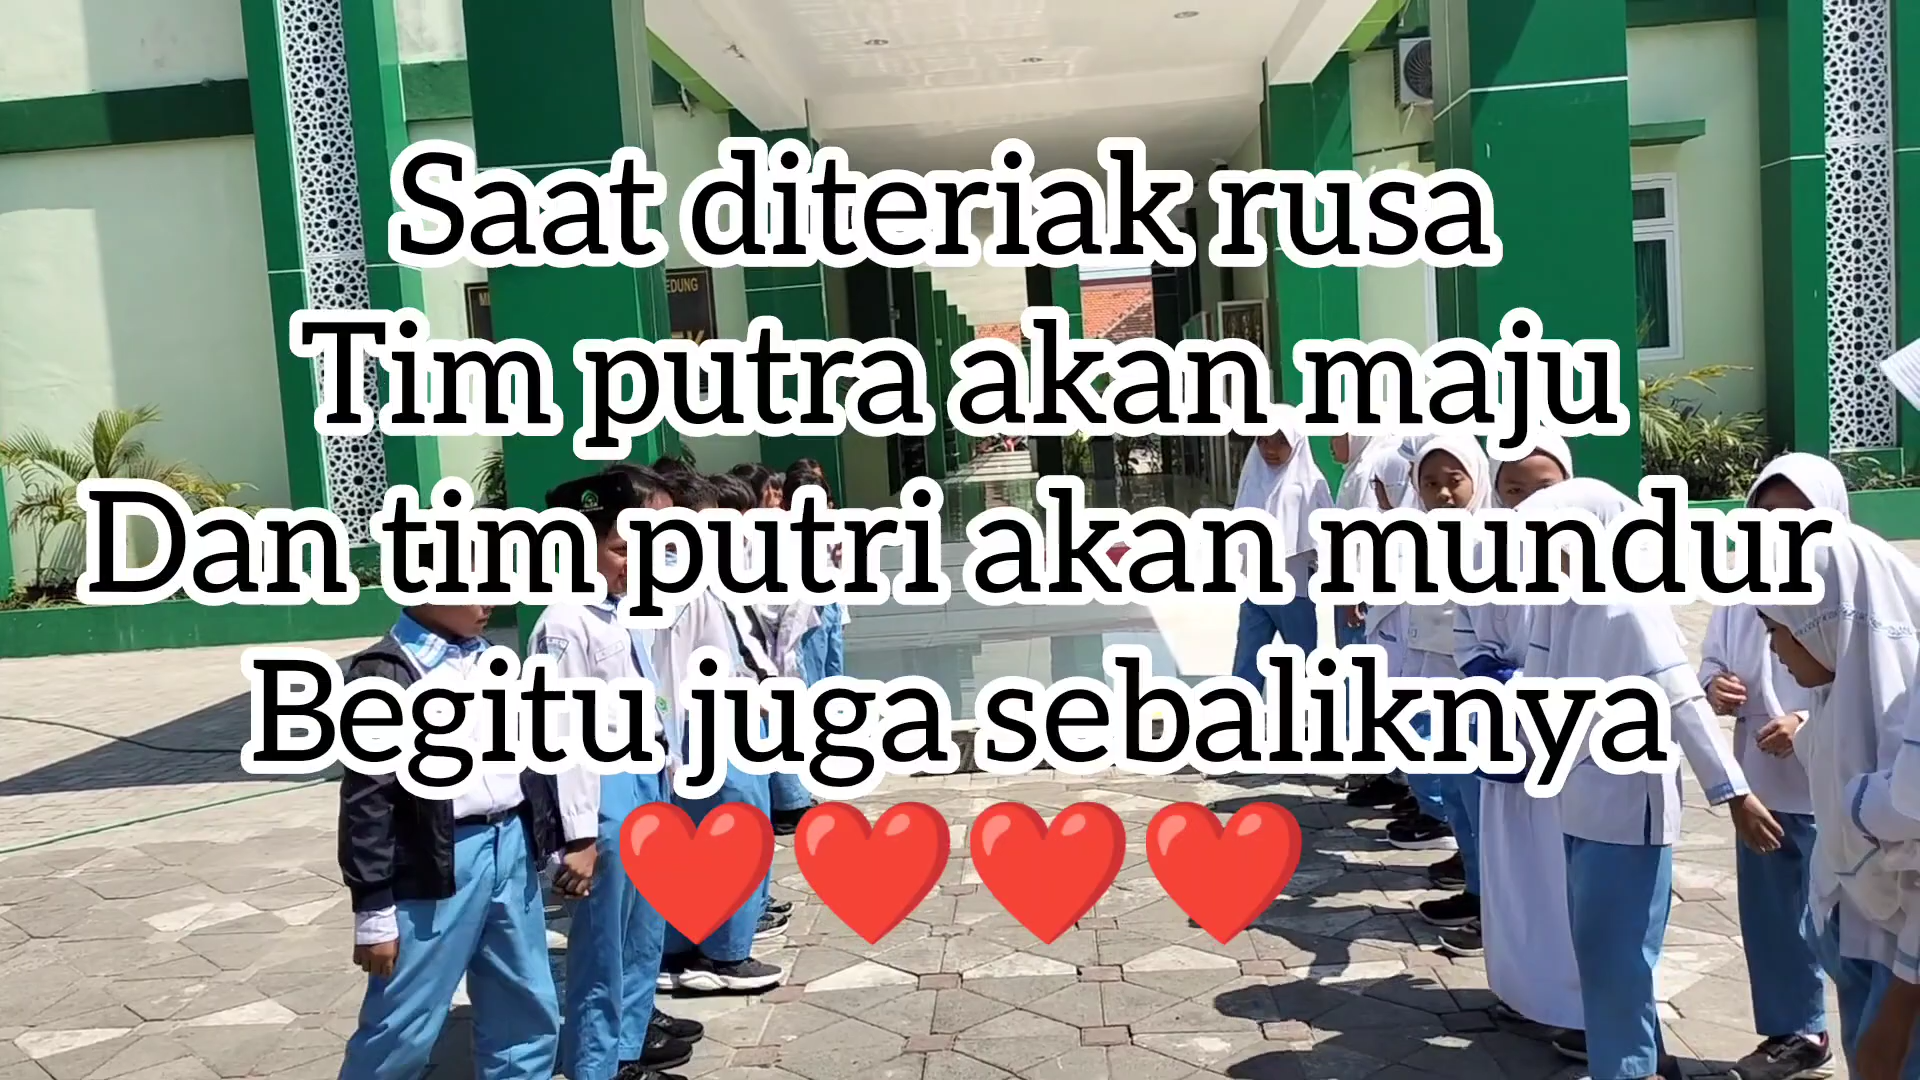 Saat diteriak rusa
Tim putra akan maju
Dan tim putri akan mundur
Begitu juga sebaliknya
❤️❤️❤️❤️